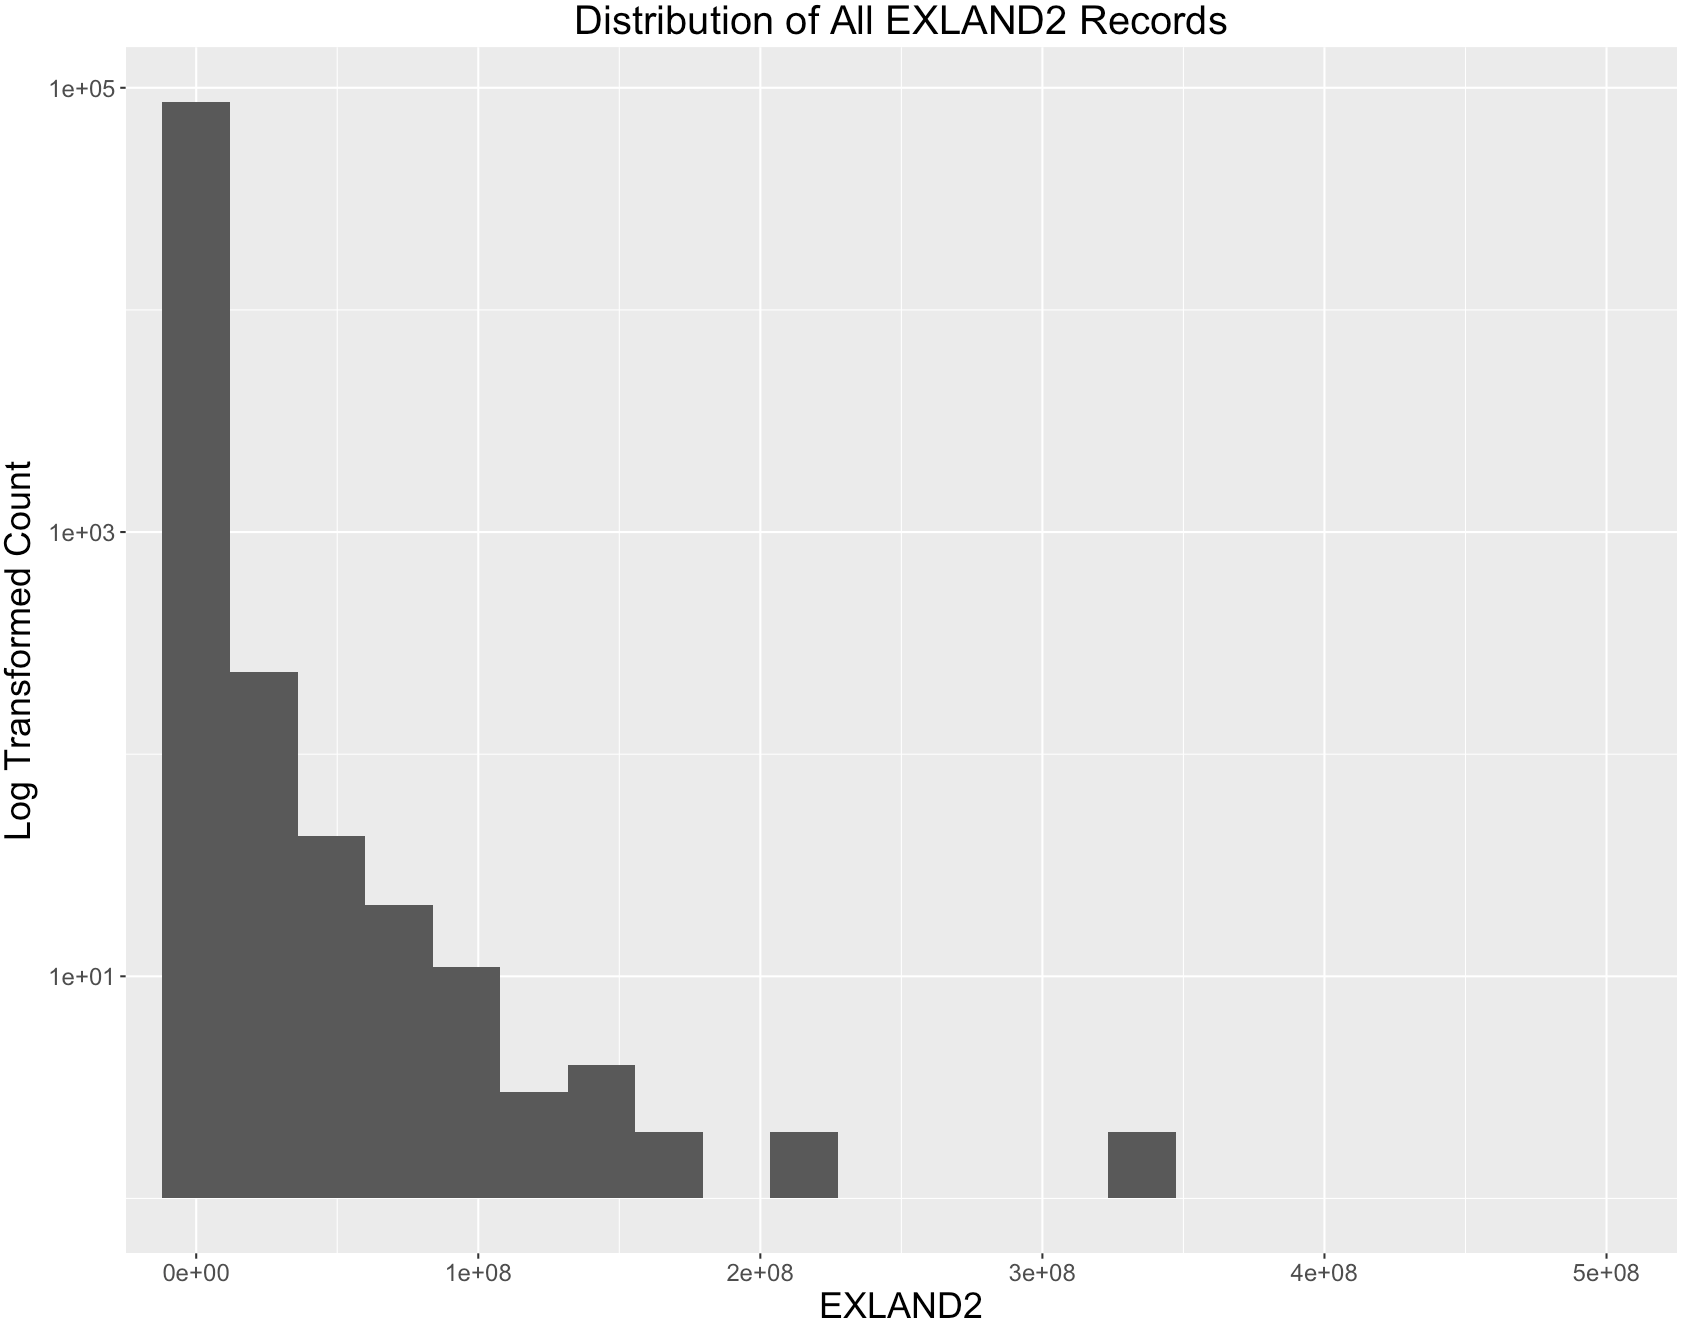 Distribution of All EXLAND2 Records
1e+05
1e+03
1e+01
Log Transformed Count
0e+00 1e+08 2e+08 3e+08 4e+08 5e+08
EXLAND2